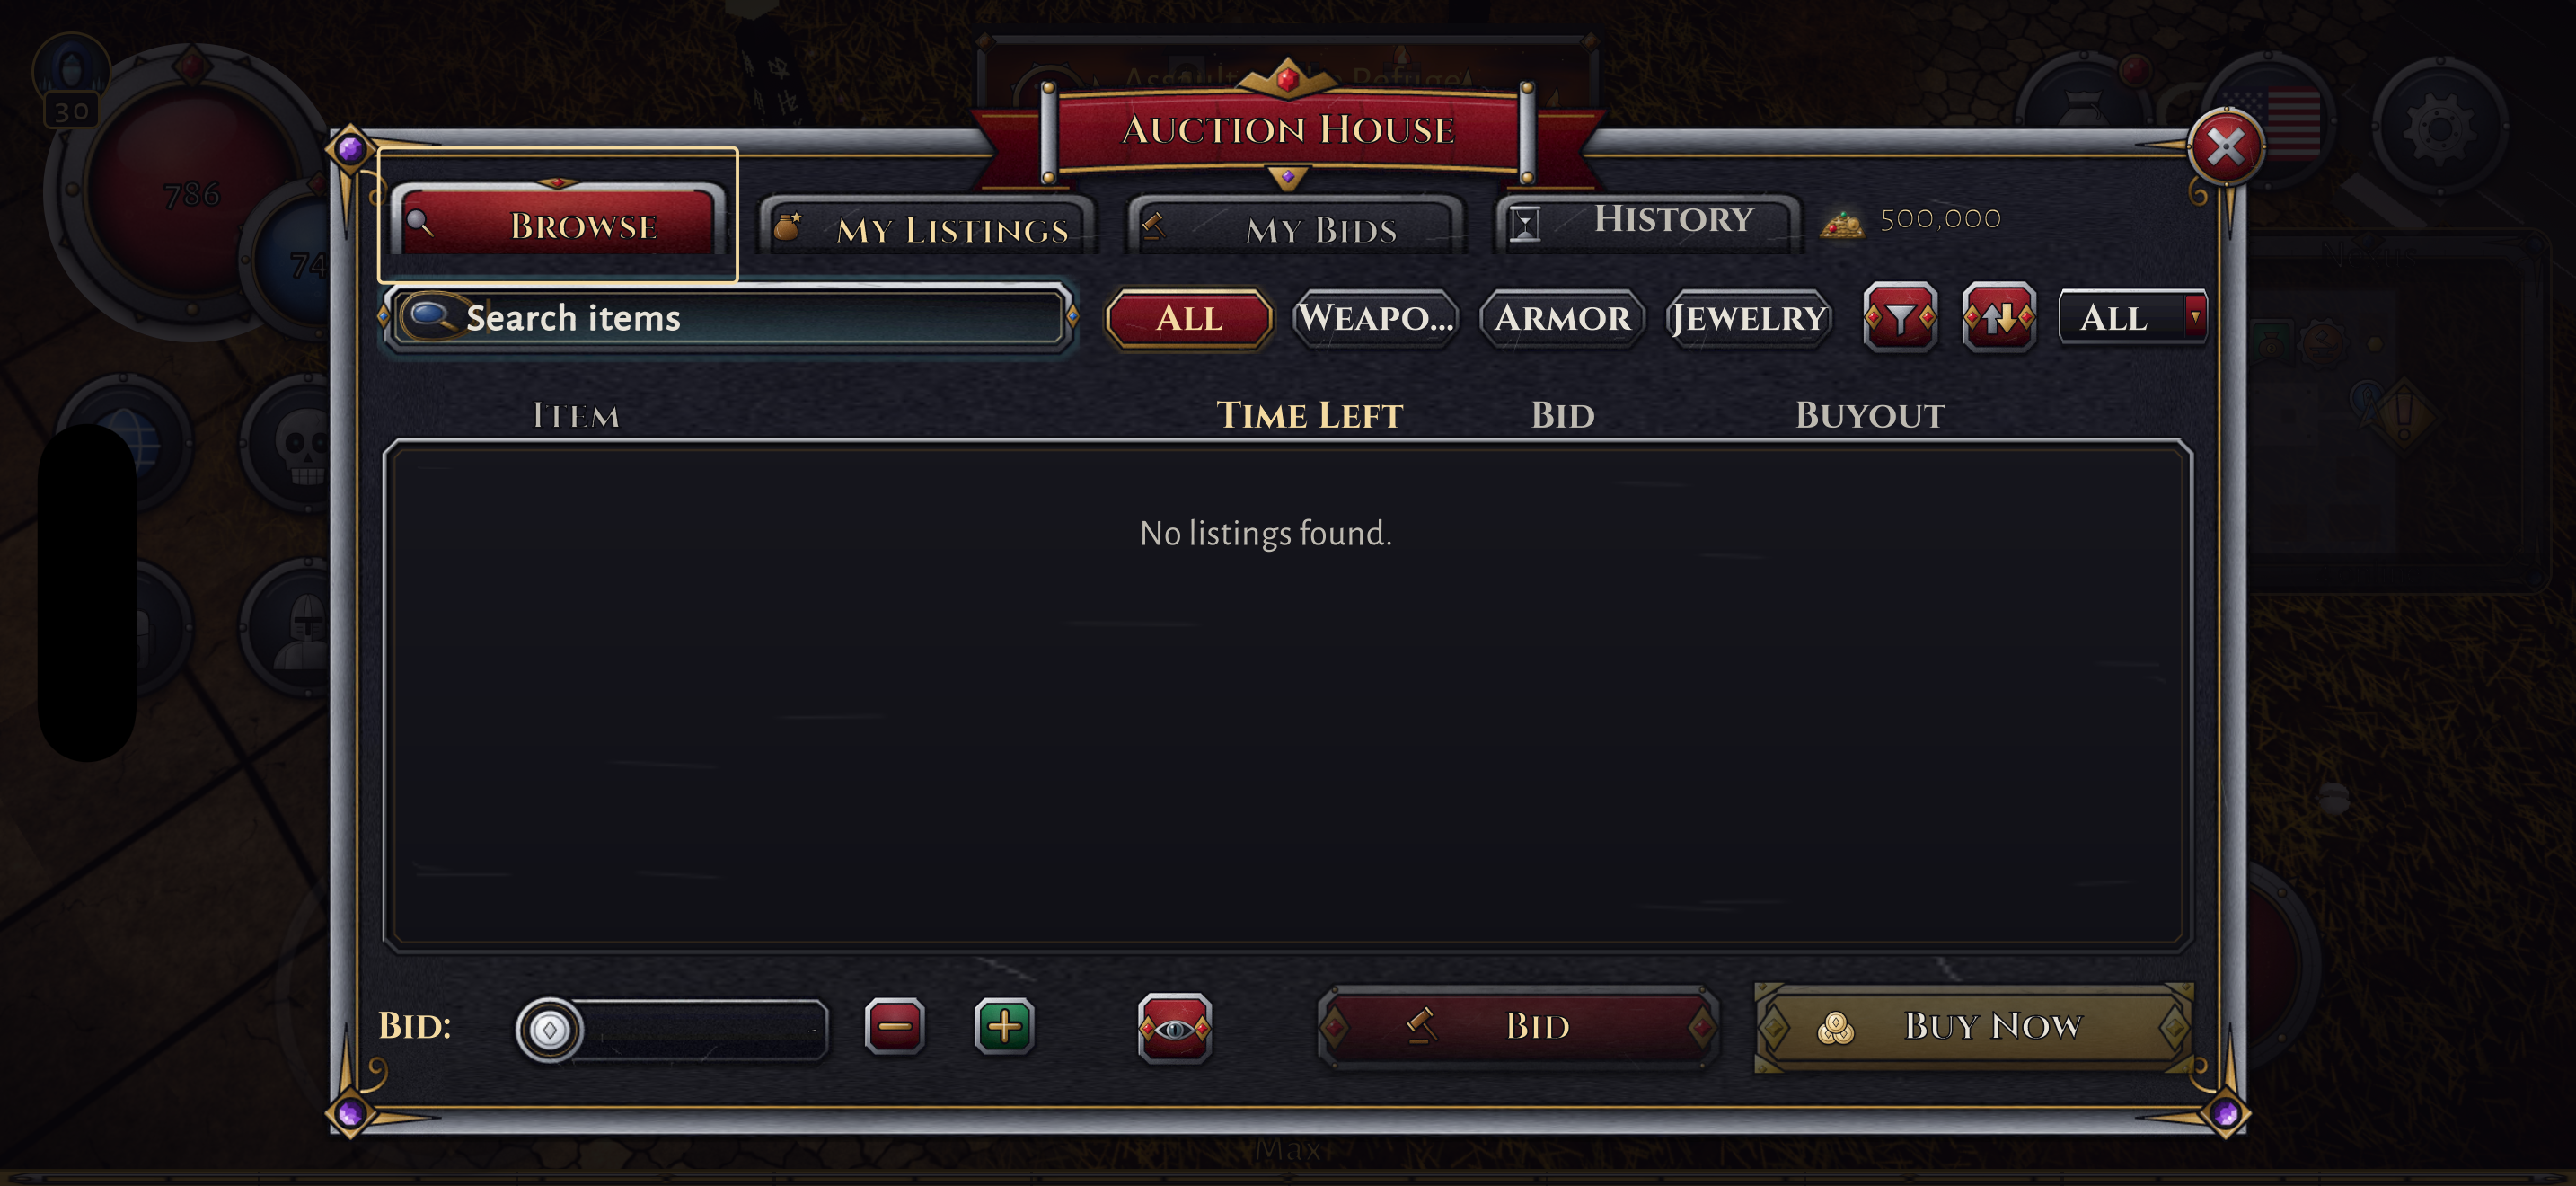 30
786
74
AUCTION HOUSE
BROWSE
MY LISTINGS
MY BIDS
HISTORY
500,000
Search items
ALL
WEAPO...
ARMOR
JEWELRY
ALL
ITEM
TIME LEFT
BID
BUYOUT
No listings found.
BID:
-
BID
BUY NOW
Max